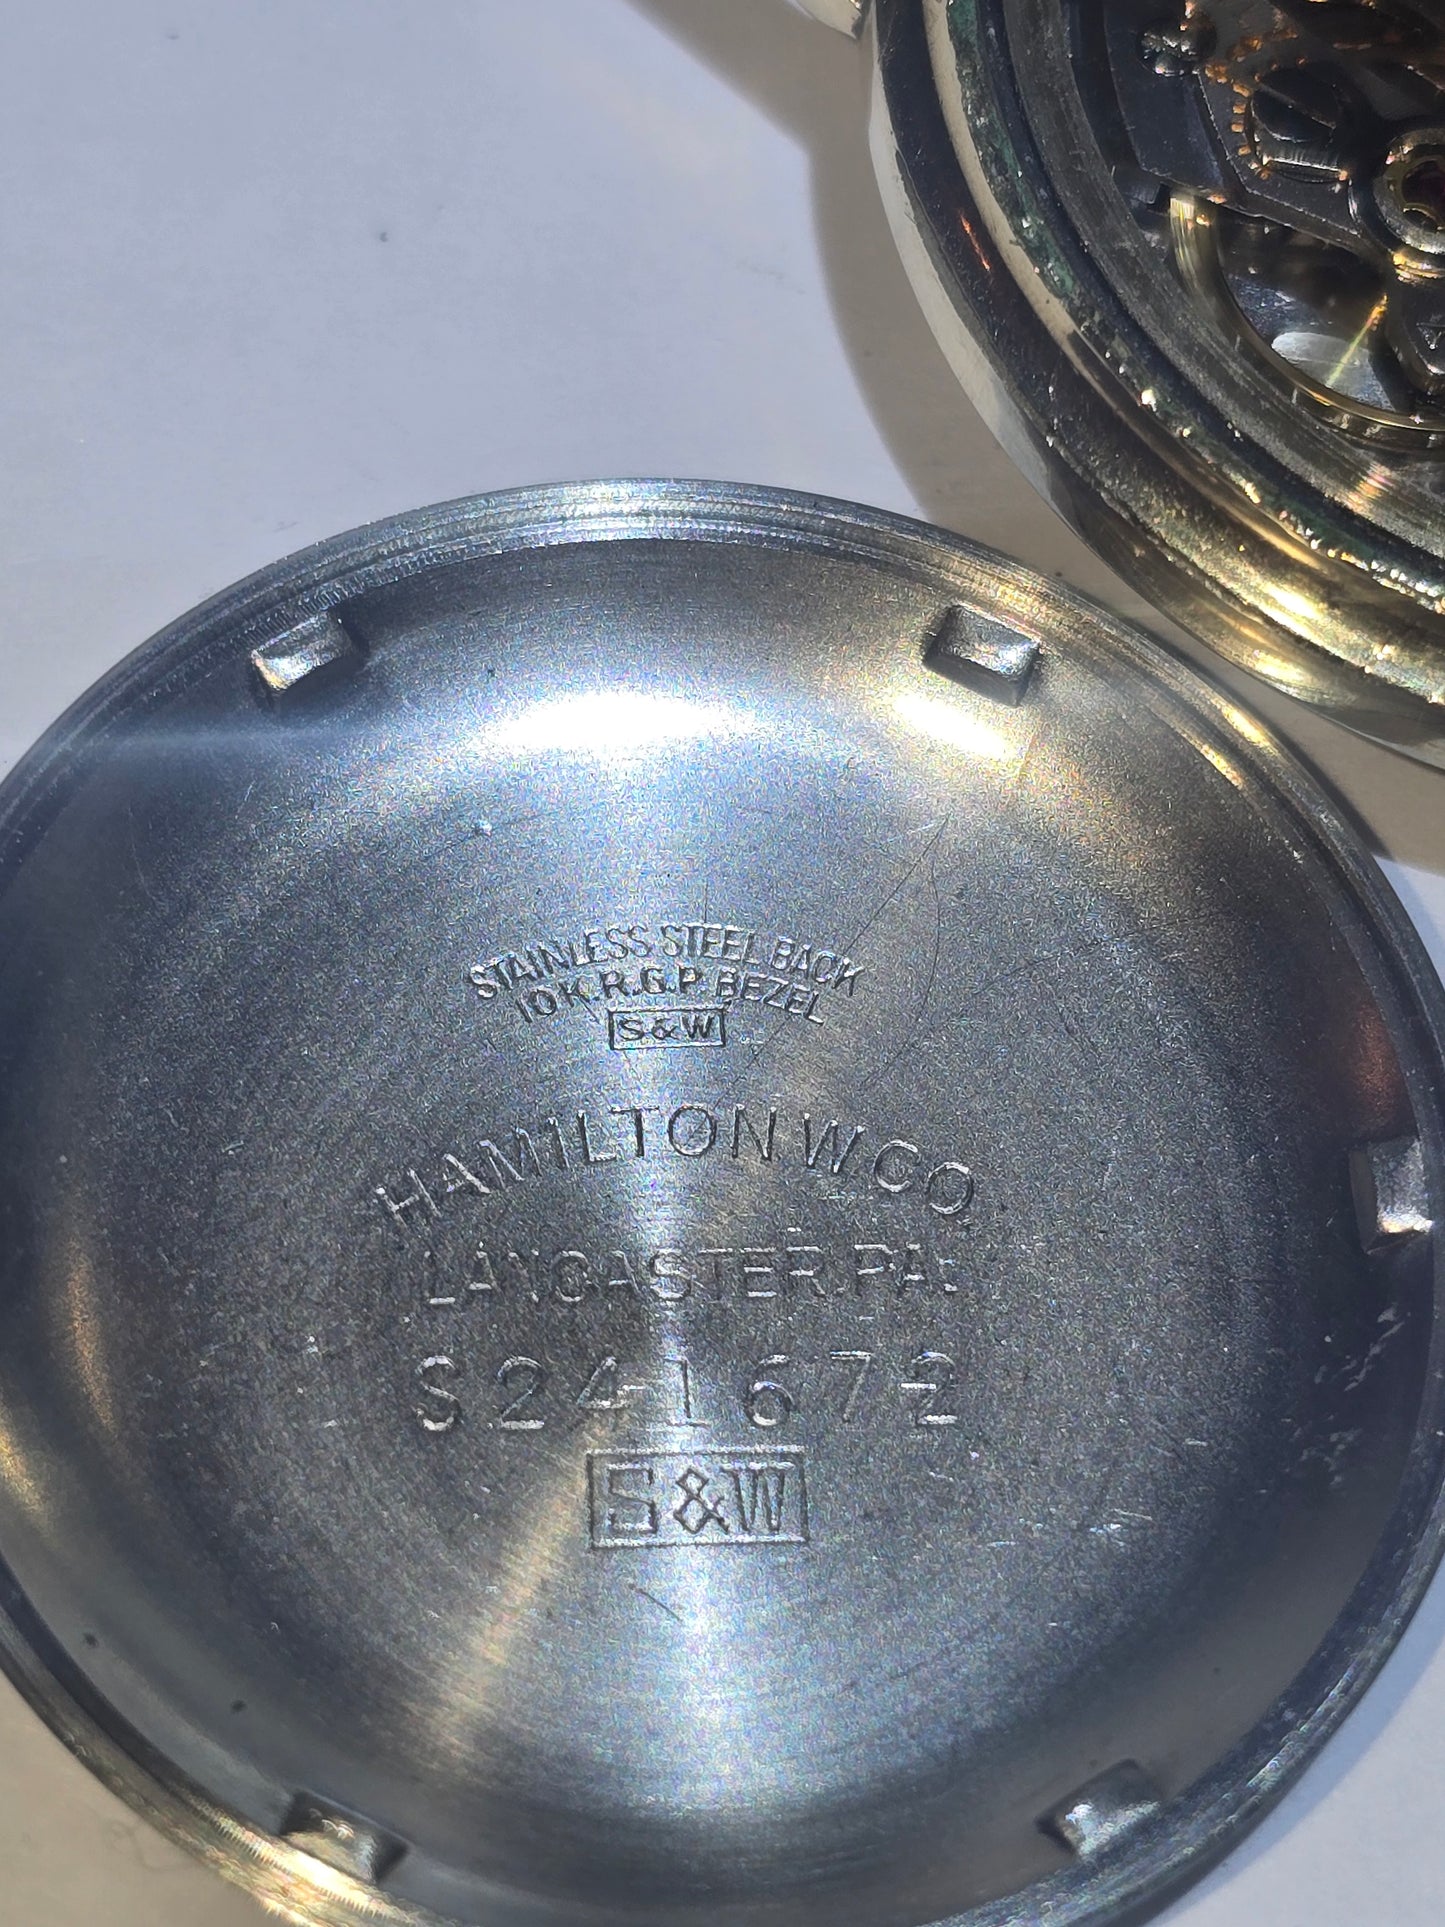 STAINLESS STEEL BACK
10 K.R.G.P. BEZEL
S&W
HAMILTON W.CO.
LANCASTER, PA.
S241672
S&W